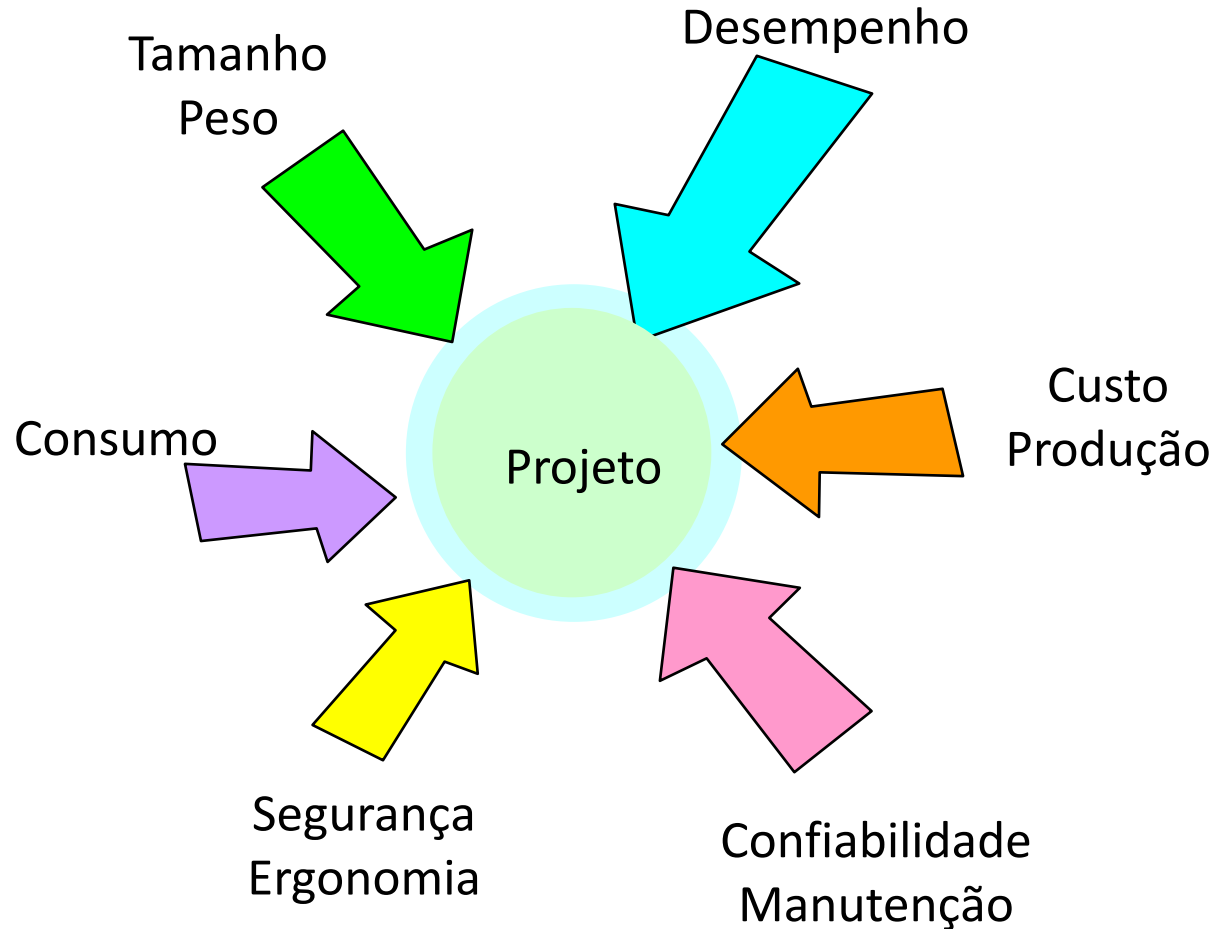 Desempenho
Tamanho
Peso
Custo
Produção
Consumo
Projeto
Segurança
Ergonomia
Confiabilidade
Manutenção